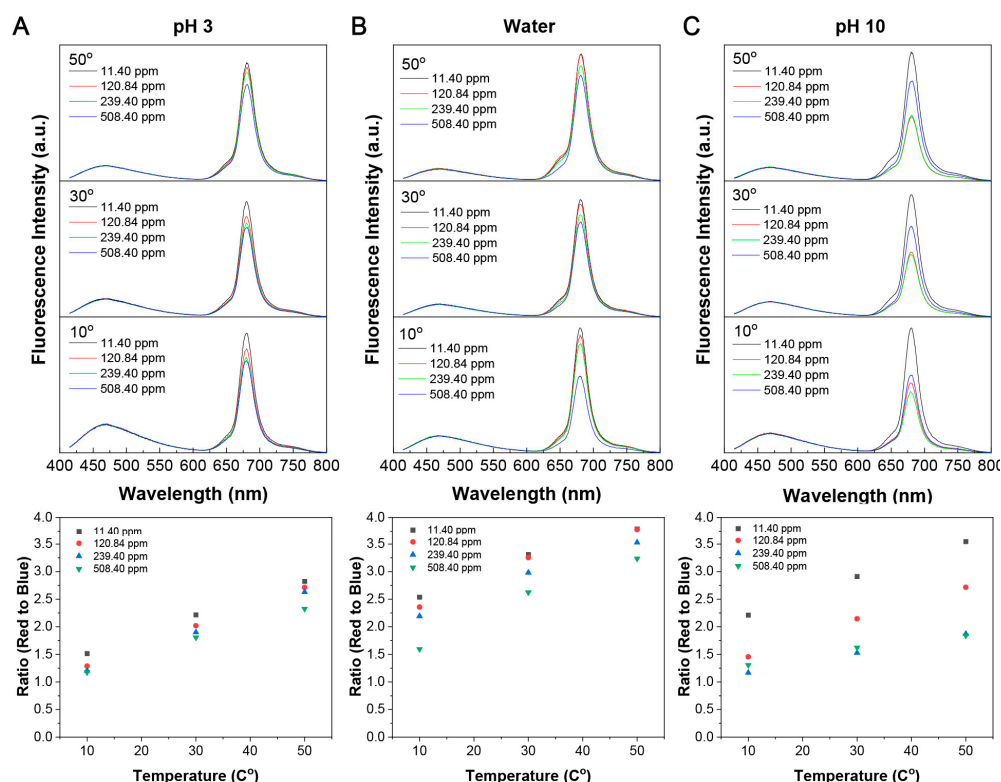 A
pH 3
B
Water
C
pH 10
Fluorescence Intensity (a.u.)
50º
11.40 ppm
120.84 ppm
239.40 ppm
508.40 ppm
30º
11.40 ppm
120.84 ppm
239.40 ppm
508.40 ppm
10º
11.40 ppm
120.84 ppm
239.40 ppm
508.40 ppm
400 450 500 550 600 650 700 750 800
Wavelength (nm)
Fluorescence Intensity (a.u.)
50º
11.40 ppm
120.84 ppm
239.40 ppm
508.40 ppm
30º
11.40 ppm
120.84 ppm
239.40 ppm
508.40 ppm
10º
11.40 ppm
120.84 ppm
239.40 ppm
508.40 ppm
400 450 500 550 600 650 700 750 800
Wavelength (nm)
Fluorescence Intensity (a.u.)
50º
11.40 ppm
120.84 ppm
239.40 ppm
508.40 ppm
30º
11.40 ppm
120.84 ppm
239.40 ppm
508.40 ppm
10º
11.40 ppm
120.84 ppm
239.40 ppm
508.40 ppm
400 450 500 550 600 650 700 750 800
Wavelength (nm)
Ratio (Red to Blue)
4.0
3.5
3.0
2.5
2.0
1.5
1.0
0.5
0.0
11.40 ppm
120.84 ppm
239.40 ppm
508.40 ppm
10 20 30 40 50
Temperature (Cº)
Ratio (Red to Blue)
4.0
3.5
3.0
2.5
2.0
1.5
1.0
0.5
0.0
11.40 ppm
120.84 ppm
239.40 ppm
508.40 ppm
10 20 30 40 50
Temperature (Cº)
Ratio (Red to Blue)
4.0
3.5
3.0
2.5
2.0
1.5
1.0
0.5
0.0
11.40 ppm
120.84 ppm
239.40 ppm
508.40 ppm
10 20 30 40 50
Temperature (Cº)